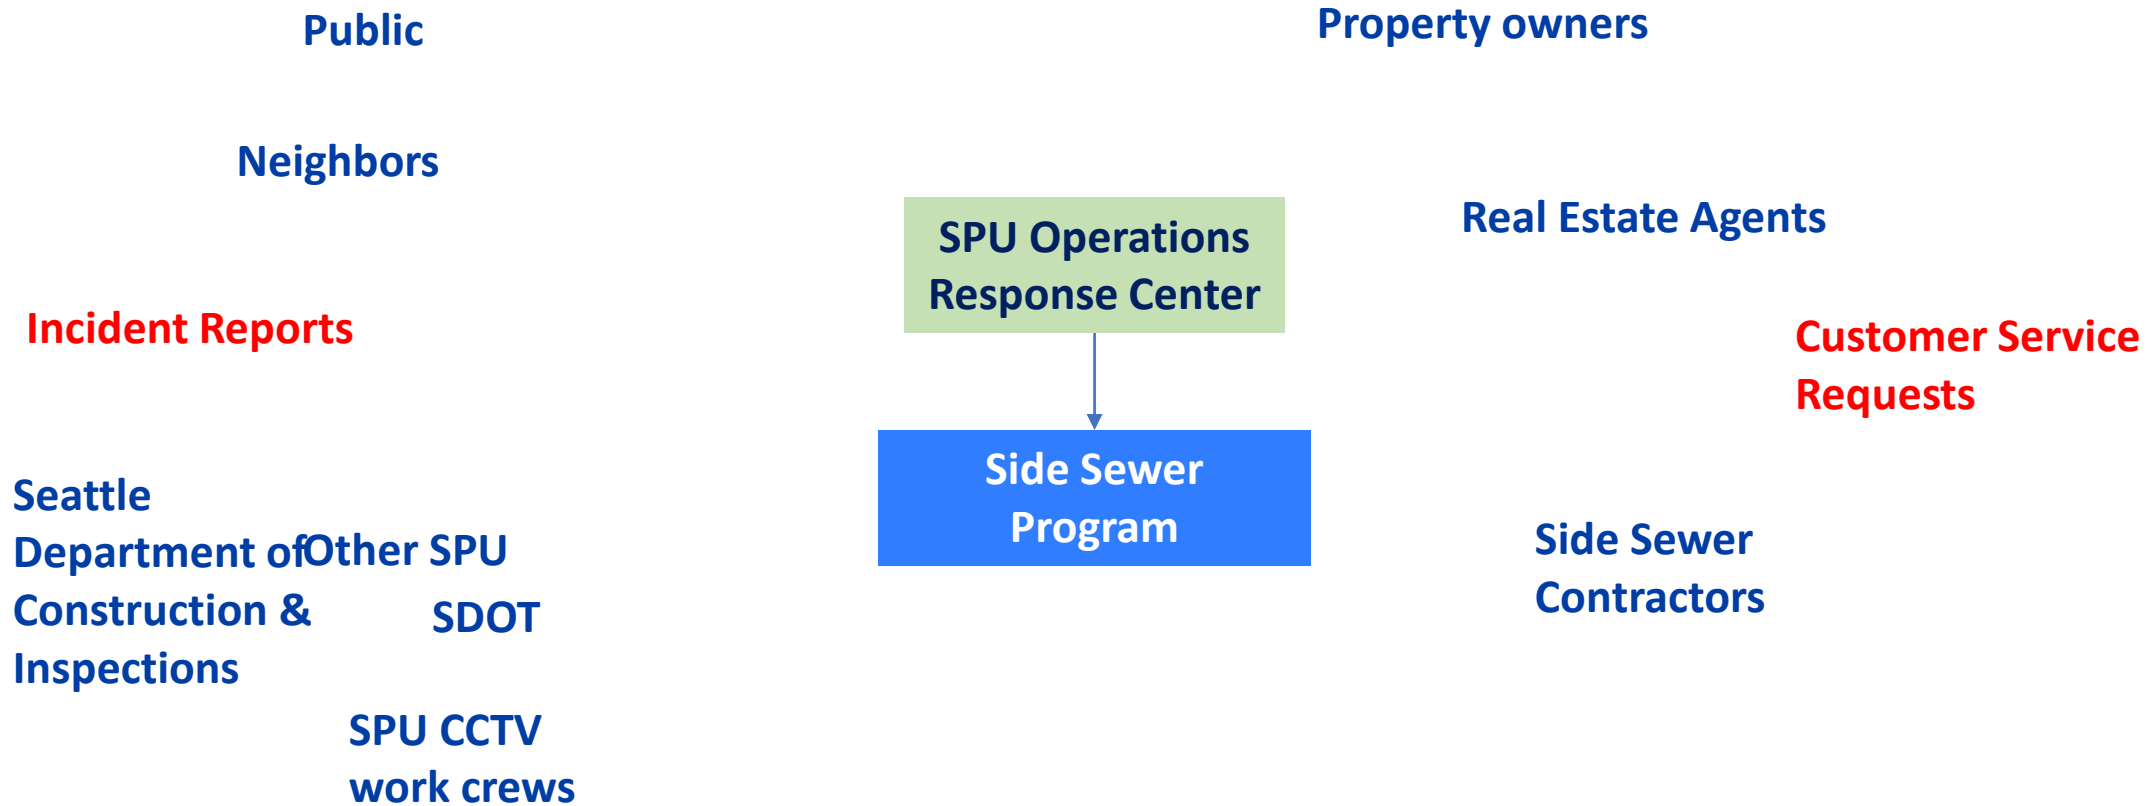 Public
Property owners
Neighbors
Real Estate Agents
SPU Operations
Response Center
Incident Reports
Customer Service
Requests
Side Sewer
Program
Seattle
Department of
Construction &
Inspections
Other SPU
SDOT
SPU CCTV
work crews
Side Sewer
Contractors